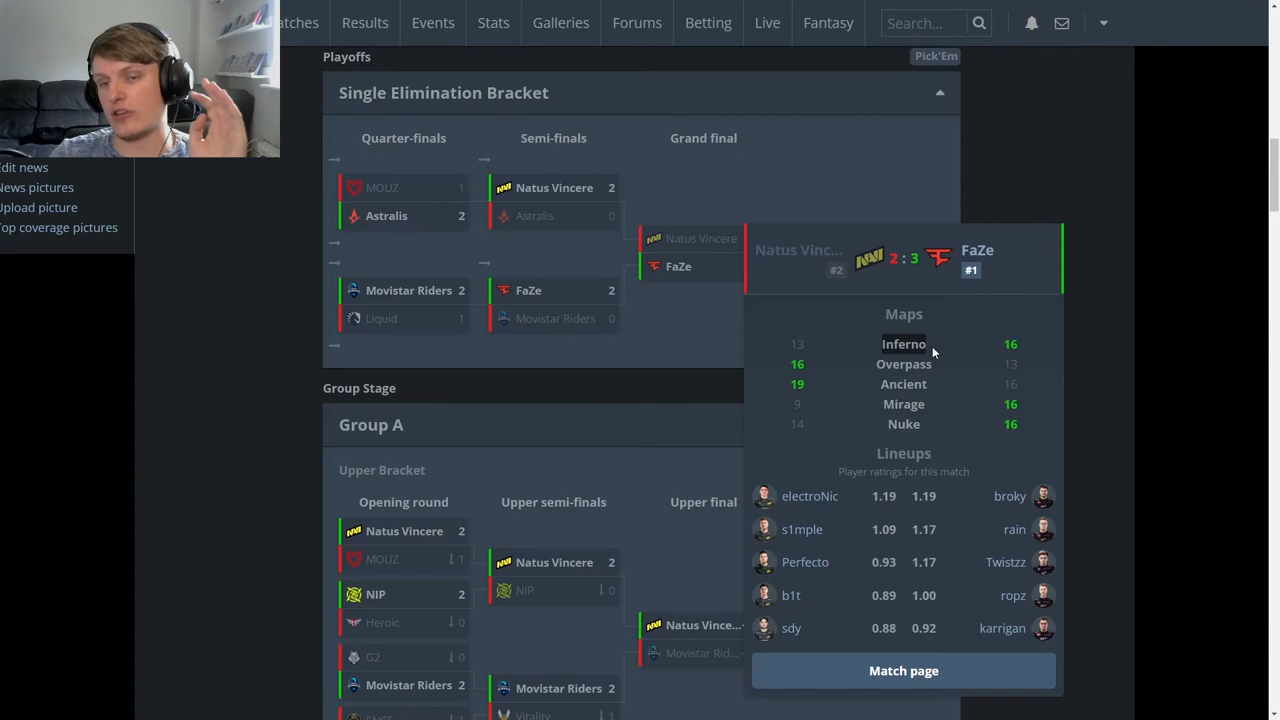 Matches
Results
Events
Stats
Galleries
Forums
Betting
Live
Fantasy
Search...
Edit news
News pictures
Upload picture
Top coverage pictures
Playoffs
Pick'Em
Single Elimination Bracket
Quarter-finals
Semi-finals
Grand final
MOUZ 1
Astralis 2
Movistar Riders 2
Liquid 1
Natus Vincere 2
Astralis 0
FaZe 2
Movistar Riders 0
Natus Vincere
FaZe
Natus Vinc...
#2
2 : 3
FaZe
#1
Maps
13 Inferno 16
16 Overpass 13
19 Ancient 16
9 Mirage 16
14 Nuke 16
Lineups
Player ratings for this match
electroNic 1.19 1.19 broky
s1mple 1.09 1.17 rain
Perfecto 0.93 1.17 Twistzz
b1t 0.89 1.00 ropz
sdy 0.88 0.92 karrigan
Match page
Group Stage
Group A
Upper Bracket
Opening round
Upper semi-finals
Upper final
Natus Vincere 2
MOUZ 1
NIP 2
Heroic 0
G2 0
Movistar Riders 2
Natus Vincere 2
NIP 0
Movistar Riders 2
Vitality 1
Natus Vince...
Movistar Rid...